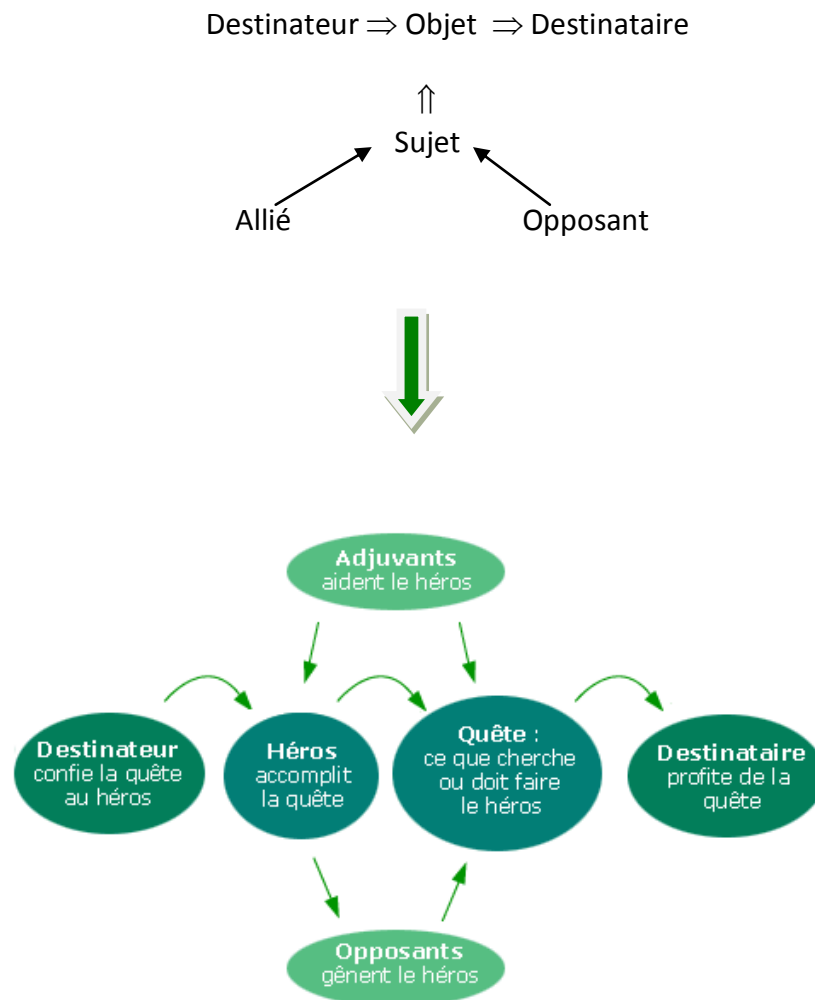 Destinateur ⇒ Objet ⇒ Destinataire
⇑
Sujet
Allié Opposant
Adjuvants
aident le héros
Destinateur
confie la quête
au héros
Héros
accomplit
la quête
Quête :
ce que cherche
ou doit faire
le héros
Destinataire
profite de la
quête
Opposants
gênent le héros